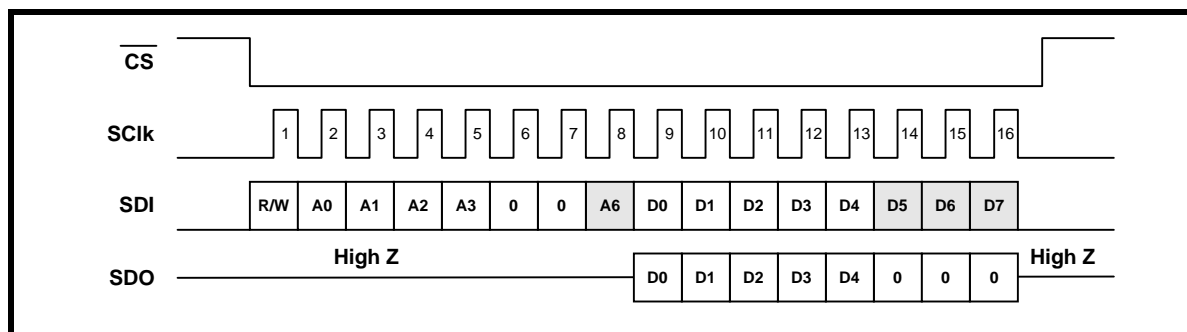 CS
SClk 1 2 3 4 5 6 7 8 9 10 11 12 13 14 15 16
SDI R/W A0 A1 A2 A3 0 0 A6 D0 D1 D2 D3 D4 D5 D6 D7
High Z High Z
SDO D0 D1 D2 D3 D4 0 0 0